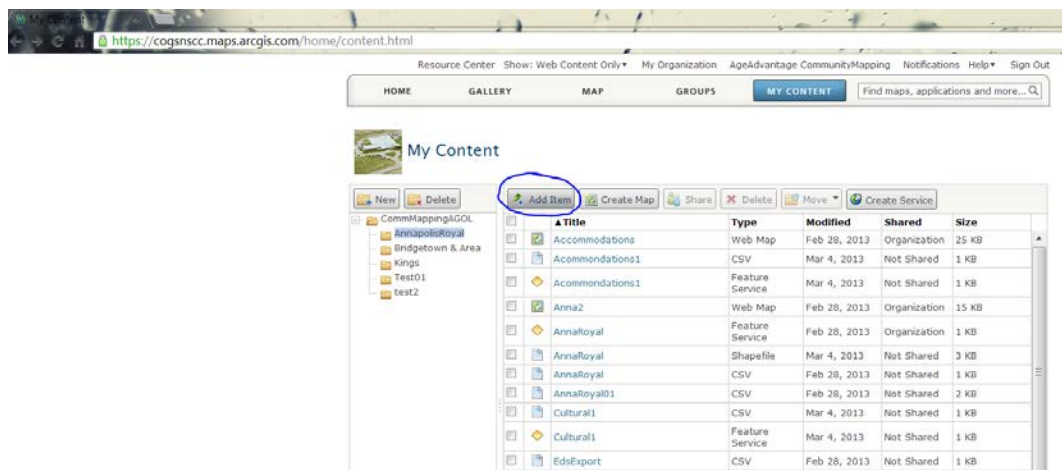 My Content
https://cogsnscc.maps.arcgis.com/home/content.html
Resource Center Show: Web Content Only▾ My Organization AgeAdvantage CommunityMapping Notifications Help▾ Sign Out
HOME GALLERY MAP GROUPS MY CONTENT Find maps, applications and more...
My Content
New Delete Add Item Create Map Share Delete Move ▾ Create Service
CommMappingAGOL
AnnapolisRoyal
Bridgetown & Area
Kings
Test01
test2
▲Title Type Modified Shared Size
Accommodations Web Map Feb 28, 2013 Organization 25 KB
Acommondations1 CSV Mar 4, 2013 Not Shared 1 KB
Acommondations1 Feature Service Mar 4, 2013 Not Shared 1 KB
Anna2 Web Map Feb 28, 2013 Organization 15 KB
AnnaRoyal Feature Service Feb 28, 2013 Organization 1 KB
AnnaRoyal Shapefile Mar 4, 2013 Not Shared 3 KB
AnnaRoyal CSV Feb 28, 2013 Not Shared 1 KB
AnnaRoyal01 CSV Feb 28, 2013 Not Shared 2 KB
Cultural1 CSV Mar 4, 2013 Not Shared 1 KB
Cultural1 Feature Service Mar 4, 2013 Not Shared 1 KB
EdsExport CSV Feb 28, 2013 Not Shared 1 KB